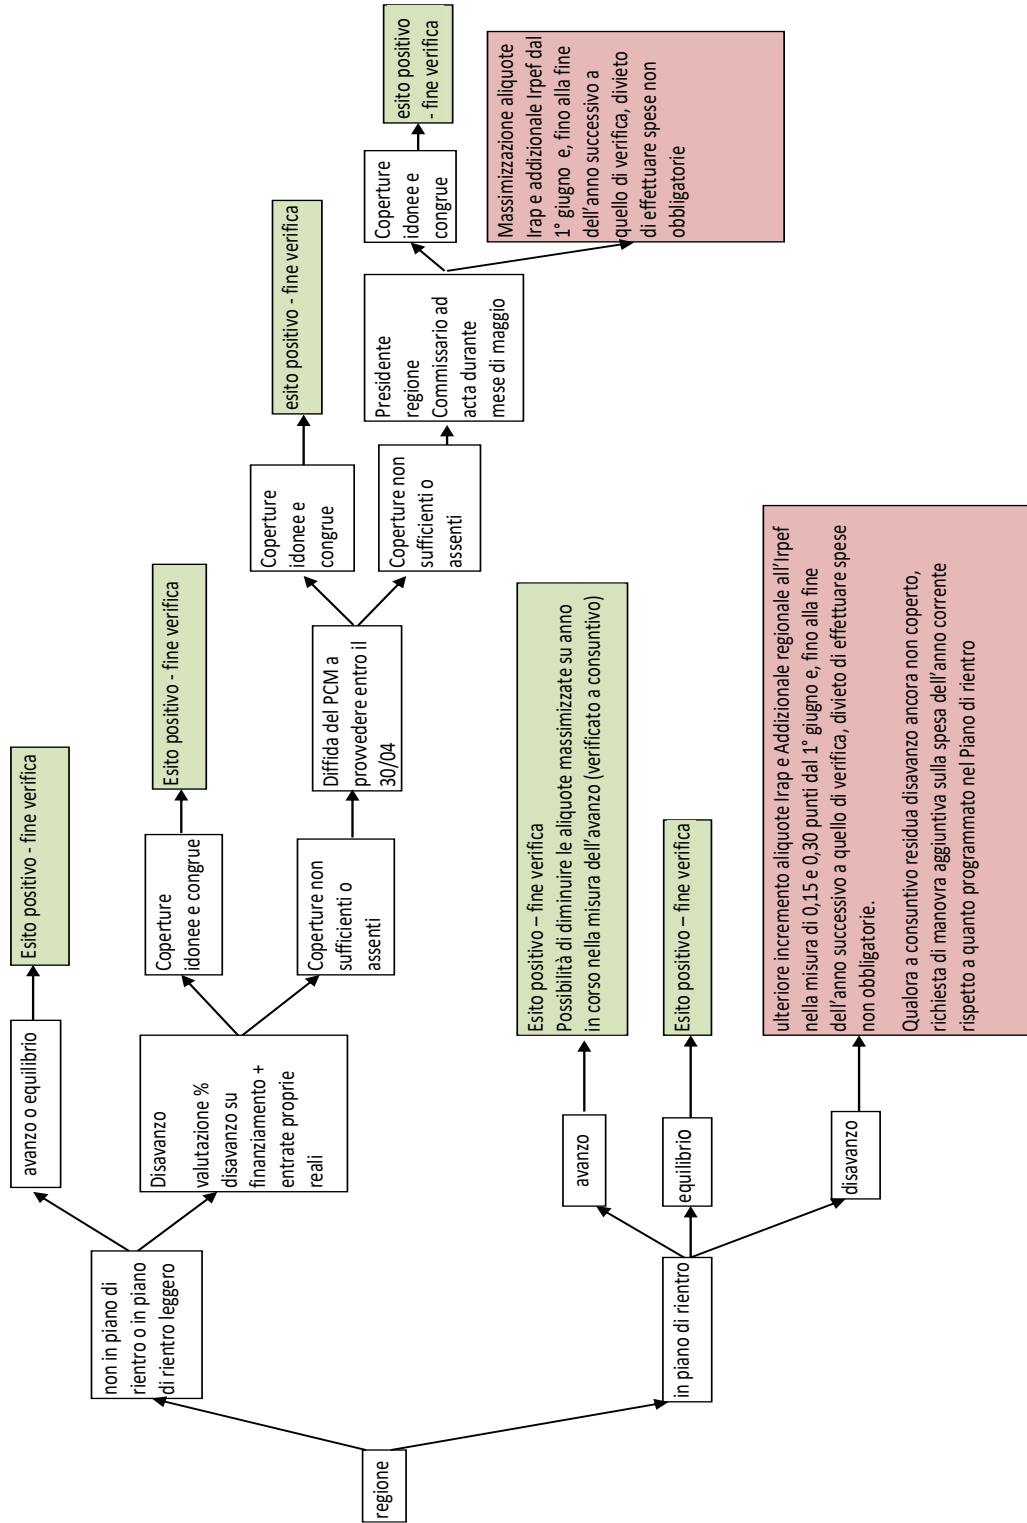 regione
non in piano di
rientro o in piano
di rientro leggero
avanzo o equilibrio
Esito positivo - fine verifica
Disavanzo
valutazione %
disavanzo su
finanziamento +
entrate proprie
reali
Coperture
idonee e congrue
Esito positivo - fine verifica
Coperture non
sufficienti o
assenti
Diffida del PCM a
provvedere entro il
30/04
Coperture
idonee e
congrue
esito positivo - fine verifica
Coperture non
sufficienti o
assenti
Presidente
regione
Commissario ad
acta durante
mese di maggio
Coperture
idonee e
congrue
esito positivo
- fine verifica
Massimizzazione aliquote
Irap e addizionale Irpef dal
1° giugno e, fino alla fine
dell'anno successivo a
quello di verifica, divieto
di effettuare spese non
obbligatorie
in piano di rientro
avanzo
Esito positivo – fine verifica
Possibilità di diminuire le aliquote massimizzate su anno
in corso nella misura dell'avanzo (verificato a consuntivo)
equilibrio
Esito positivo – fine verifica
disavanzo
ulteriore incremento aliquote Irap e Addizionale regionale all'Irpef
nella misura di 0,15 e 0,30 punti dal 1° giugno e, fino alla fine
dell'anno successivo a quello di verifica, divieto di effettuare spese
non obbligatorie.
Qualora a consuntivo residua disavanzo ancora non coperto,
richiesta di manovra aggiuntiva sulla spesa dell'anno corrente
rispetto a quanto programmato nel Piano di rientro